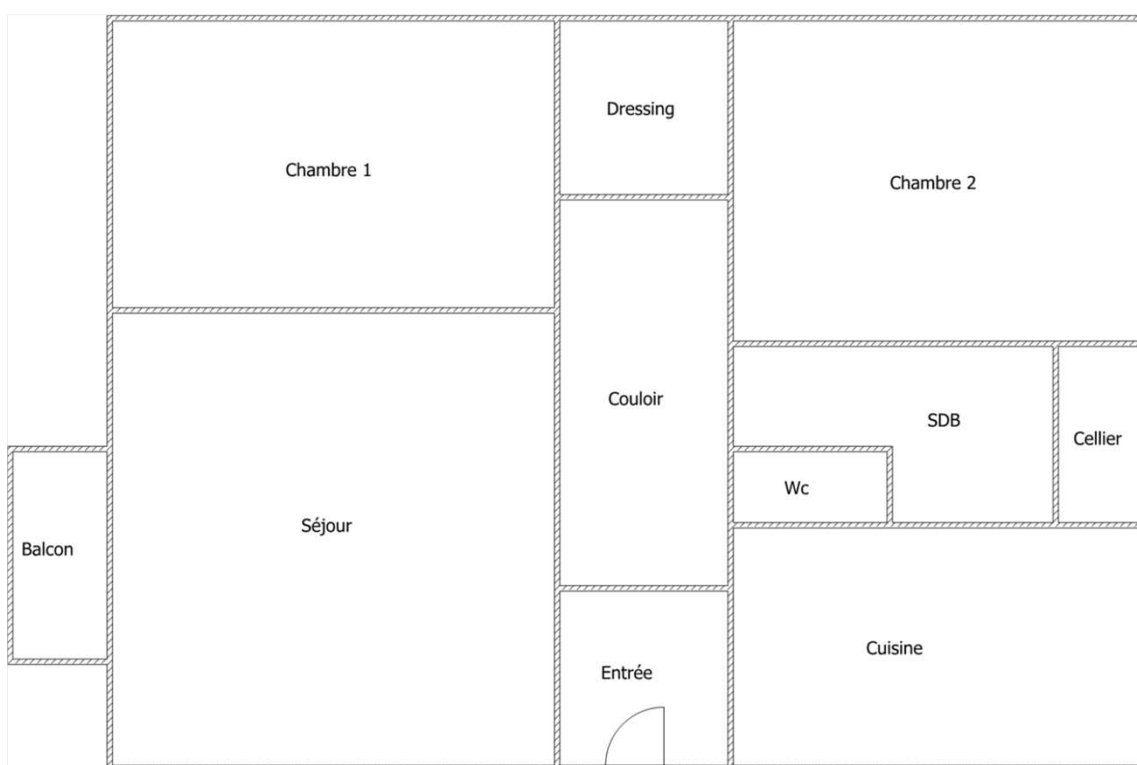 Dressing
Chambre 1
Chambre 2
Couloir
SDB
Cellier
Wc
Séjour
Balcon
Cuisine
Entrée